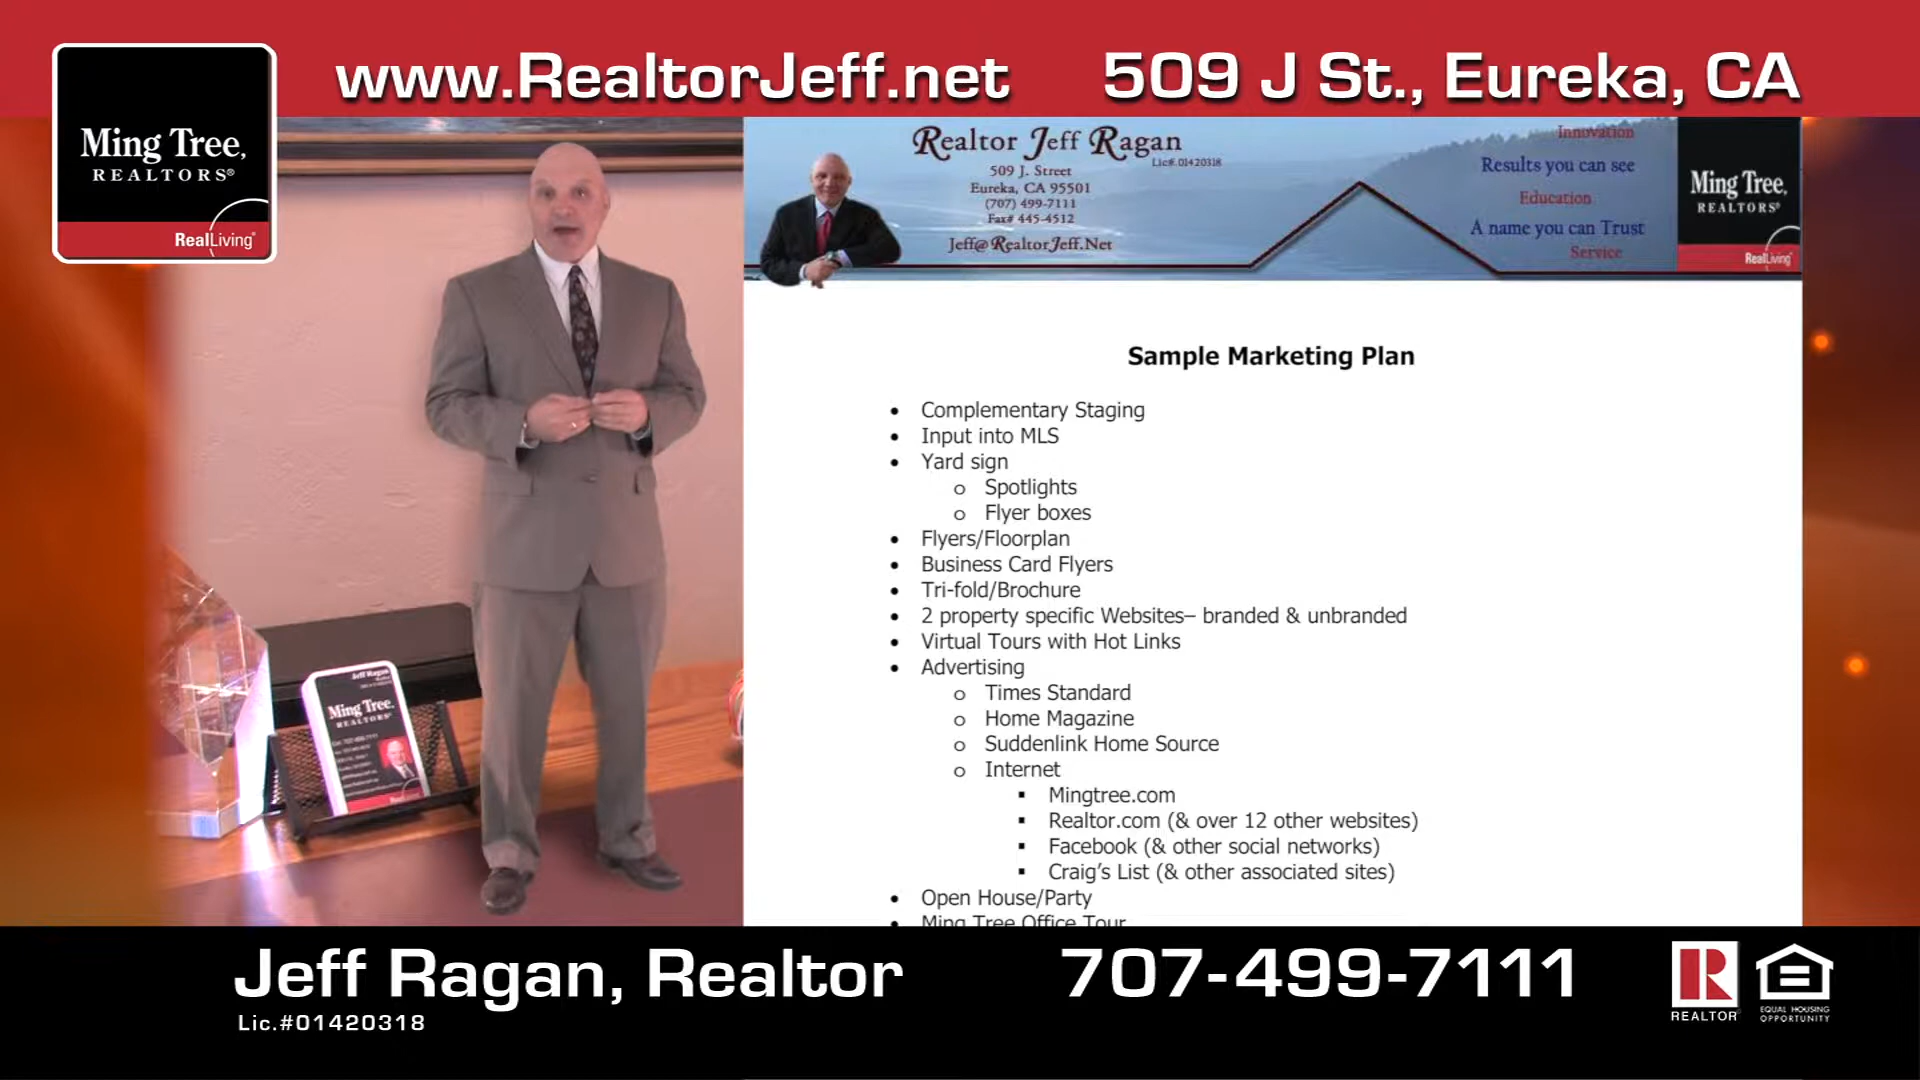 www.RealtorJeff.net 509 J St., Eureka, CA
Ming Tree,
REALTORS®
RealLiving®
Realtor Jeff Ragan
Lic#.01420318
509 J. Street
Eureka, CA 95501
(707) 499-7111
Fax# 445-4512
Jeff@RealtorJeff.Net
Innovation
Results you can see
Education
A name you can Trust
Service
Ming Tree,
REALTORS®
RealLiving
Sample Marketing Plan
• Complementary Staging
• Input into MLS
• Yard sign
o Spotlights
o Flyer boxes
• Flyers/Floorplan
• Business Card Flyers
• Tri-fold/Brochure
• 2 property specific Websites– branded & unbranded
• Virtual Tours with Hot Links
• Advertising
o Times Standard
o Home Magazine
o Suddenlink Home Source
o Internet
▪ Mingtree.com
▪ Realtor.com (& over 12 other websites)
▪ Facebook (& other social networks)
▪ Craig's List (& other associated sites)
• Open House/Party
• Ming Tree Office Tour
Jeff Ragan
Ming Tree.
REALTORS®
Jeff Ragan, Realtor 707-499-7111
Lic.#01420318
REALTOR®
EQUAL HOUSING
OPPORTUNITY